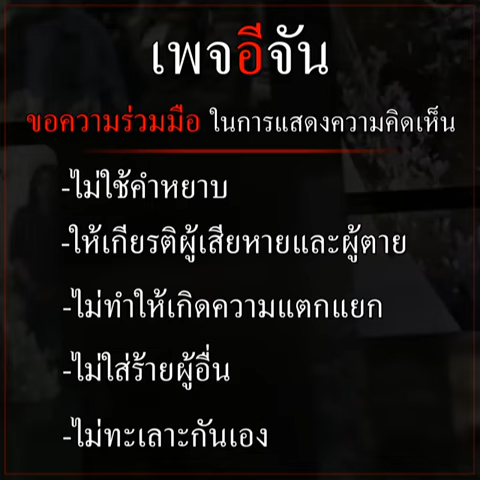 เพจอีจัน
ขอความร่วมมือ ในการแสดงความคิดเห็น
-ไม่ใช้คำหยาบ
-ให้เกียรติผู้เสียหายและผู้ตาย
-ไม่ทำให้เกิดความแตกแยก
-ไม่ใส่ร้ายผู้อื่น
-ไม่ทะเลาะกันเอง